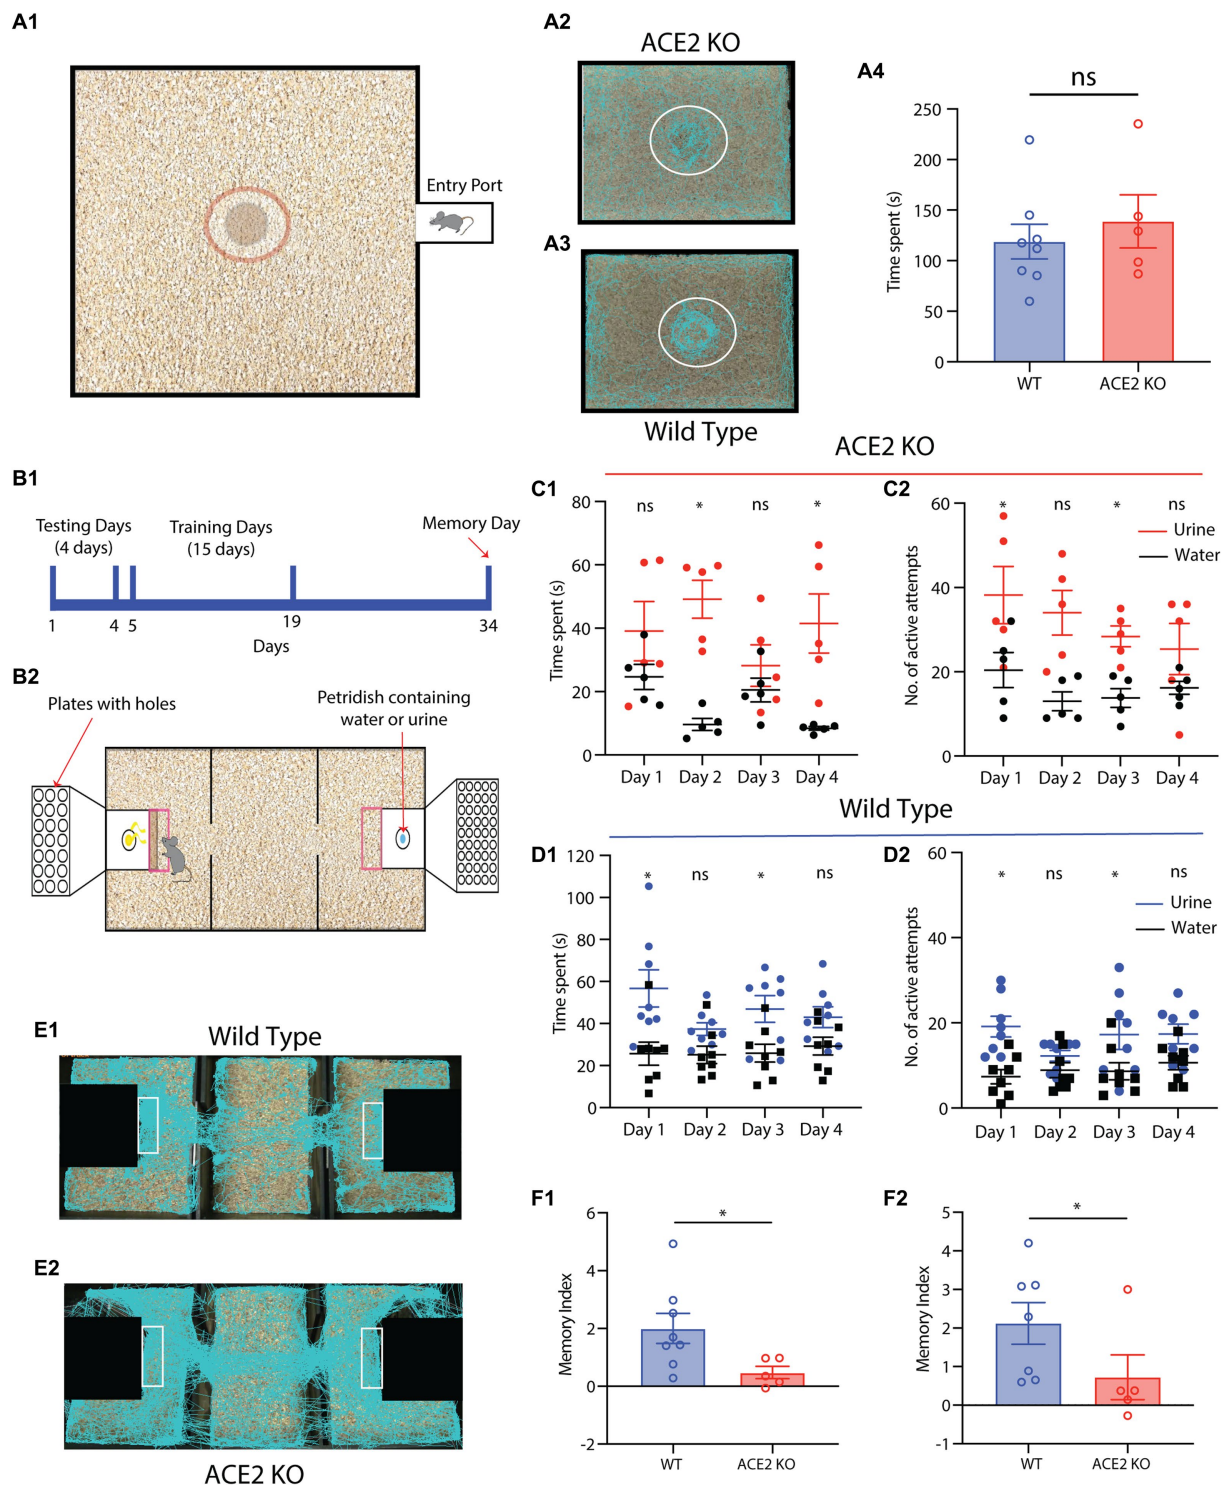 A1
Entry Port
A2
ACE2 KO
A3
Wild Type
A4
ns
Time spent (s)
250
200
150
100
50
0
WT
ACE2 KO
B1
Testing Days
(4 days)
Training Days
(15 days)
Memory Day
1
4
5
19
34
Days
B2
Plates with holes
Petridish containing
water or urine
ACE2 KO
C1
Time spent (s)
80
60
40
20
0
ns
*
ns
*
Day 1
Day 2
Day 3
Day 4
C2
No. of active attempts
60
40
20
0
*
ns
*
ns
Urine
Water
Day 1
Day 2
Day 3
Day 4
Wild Type
D1
Time spent (s)
120
100
80
60
40
20
0
*
ns
*
ns
Day 1
Day 2
Day 3
Day 4
D2
No. of active attempts
60
40
20
0
*
ns
*
ns
Urine
Water
Day 1
Day 2
Day 3
Day 4
E1
Wild Type
E2
ACE2 KO
F1
Memory Index
6
4
2
0
-2
*
WT
ACE2 KO
F2
Memory Index
5
4
3
2
1
0
-1
*
WT
ACE2 KO